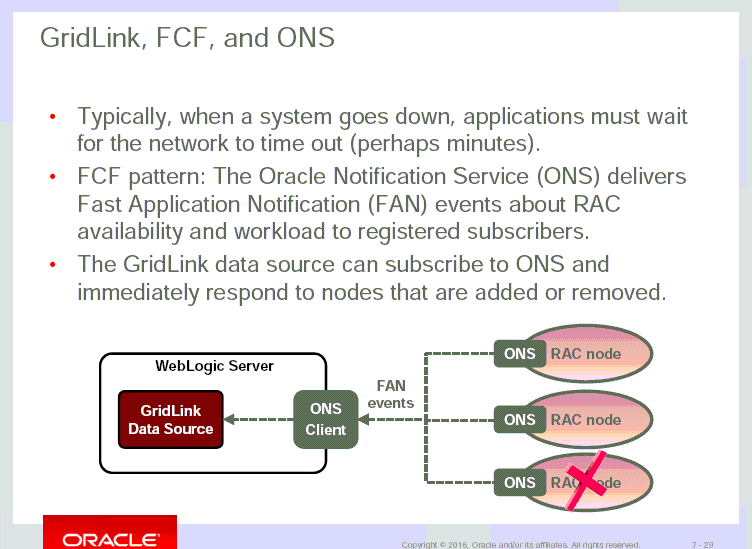 GridLink, FCF, and ONS
• Typically, when a system goes down, applications must wait
for the network to time out (perhaps minutes).
• FCF pattern: The Oracle Notification Service (ONS) delivers
Fast Application Notification (FAN) events about RAC
availability and workload to registered subscribers.
• The GridLink data source can subscribe to ONS and
immediately respond to nodes that are added or removed.
WebLogic Server
GridLink
Data Source
ONS
Client
FAN
events
ONS RAC node
ONS RAC node
ONS RAC node
ORACLE
Copyright © 2016, Oracle and/or its affiliates. All rights reserved.
7 - 29